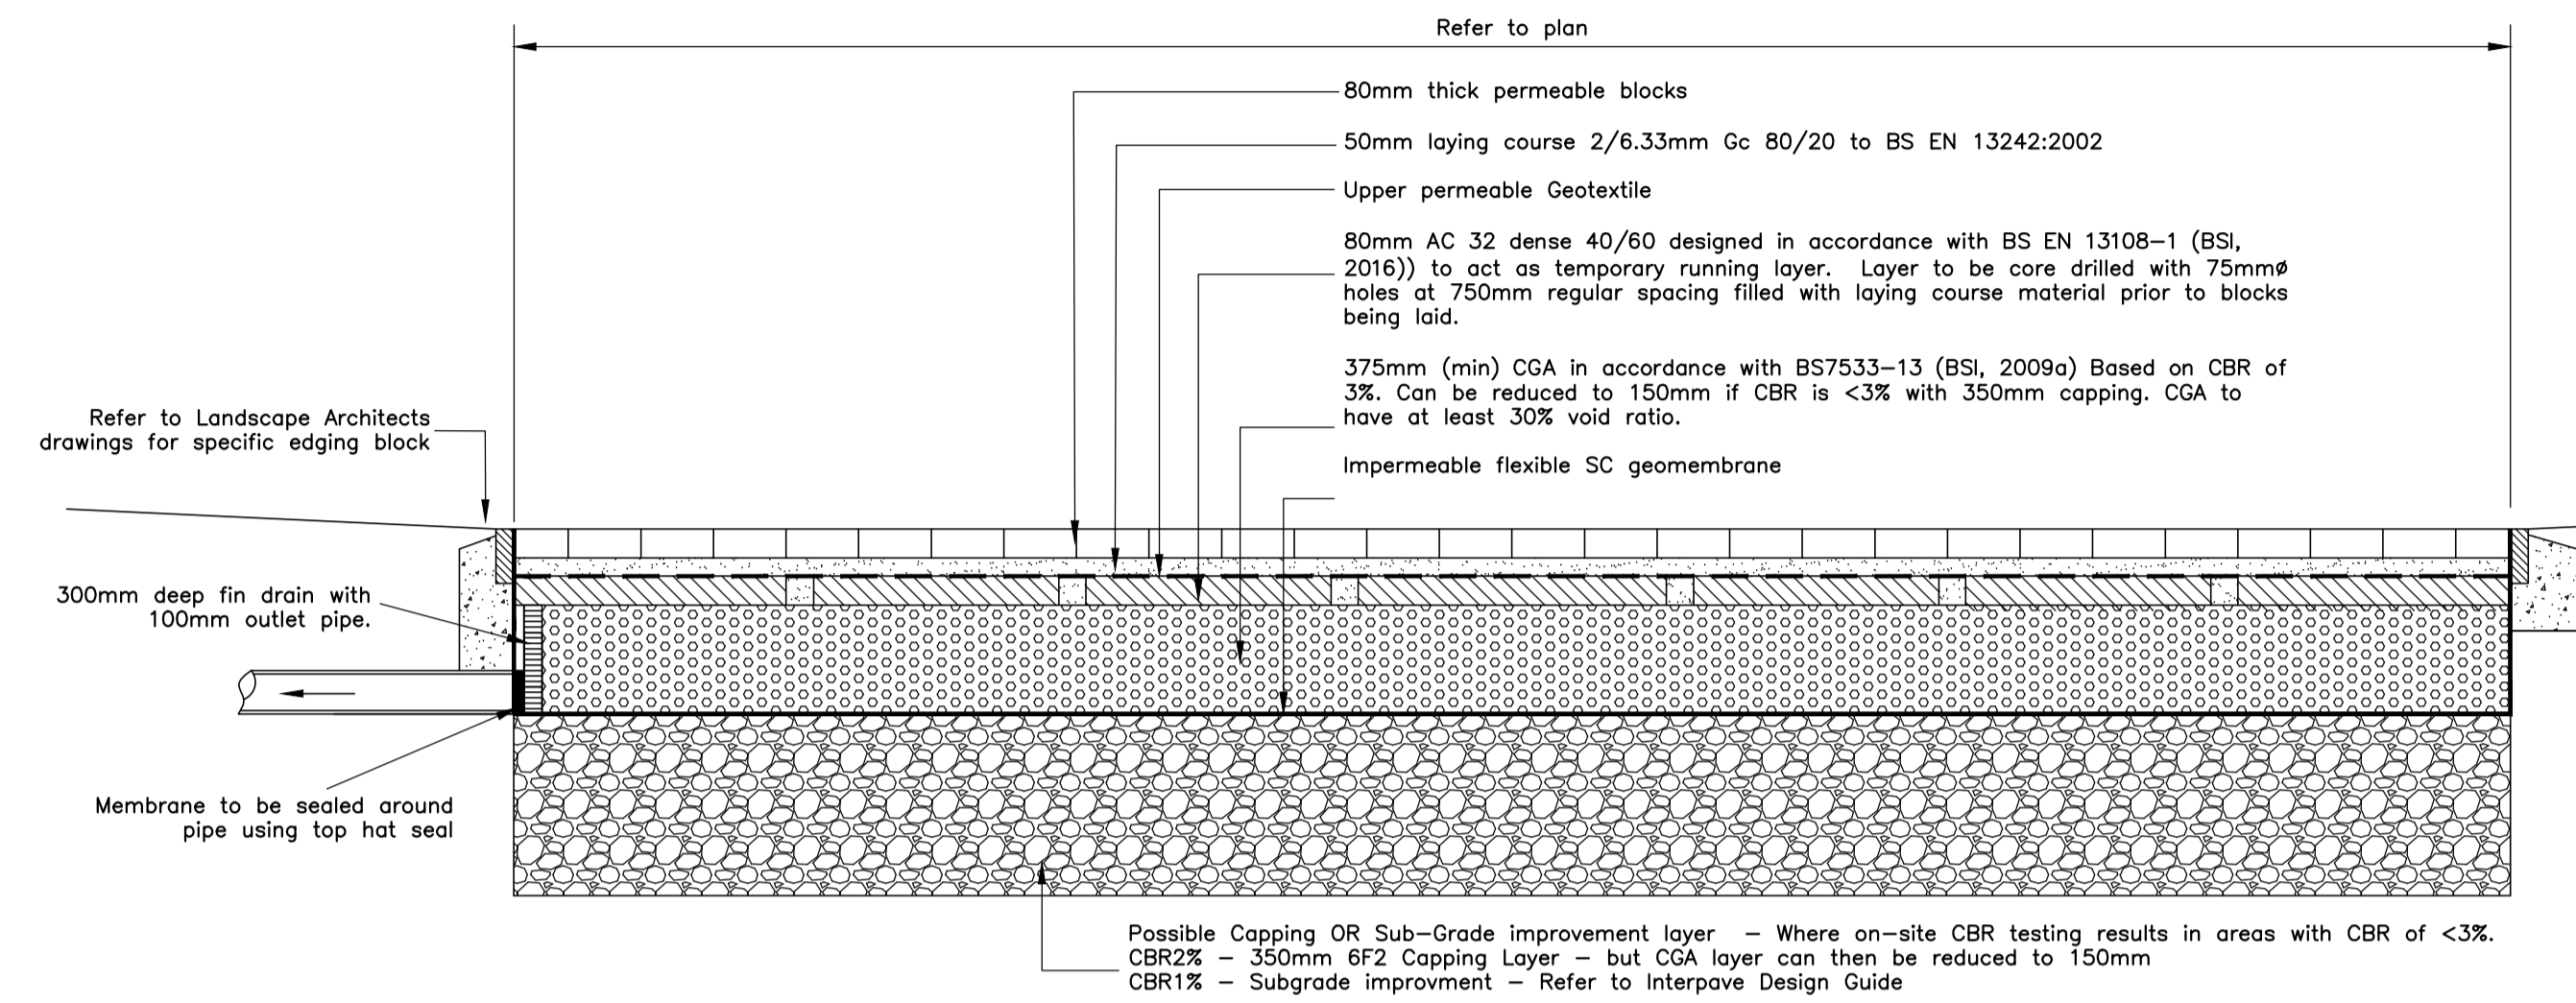 Refer to plan
80mm thick permeable blocks
50mm laying course 2/6.33mm Gc 80/20 to BS EN 13242:2002
Upper permeable Geotextile
80mm AC 32 dense 40/60 designed in accordance with BS EN 13108-1 (BSI,
2016)) to act as temporary running layer. Layer to be core drilled with 75mmø
holes at 750mm regular spacing filled with laying course material prior to blocks
being laid.
375mm (min) CGA in accordance with BS7533-13 (BSI, 2009a) Based on CBR of
3%. Can be reduced to 150mm if CBR is <3% with 350mm capping. CGA to
have at least 30% void ratio.
Impermeable flexible SC geomembrane
Refer to Landscape Architects
drawings for specific edging block
300mm deep fin drain with
100mm outlet pipe.
Membrane to be sealed around
pipe using top hat seal
Possible Capping OR Sub-Grade improvement layer - Where on-site CBR testing results in areas with CBR of <3%.
CBR2% - 350mm 6F2 Capping Layer - but CGA layer can then be reduced to 150mm
CBR1% - Subgrade improvment - Refer to Interpave Design Guide